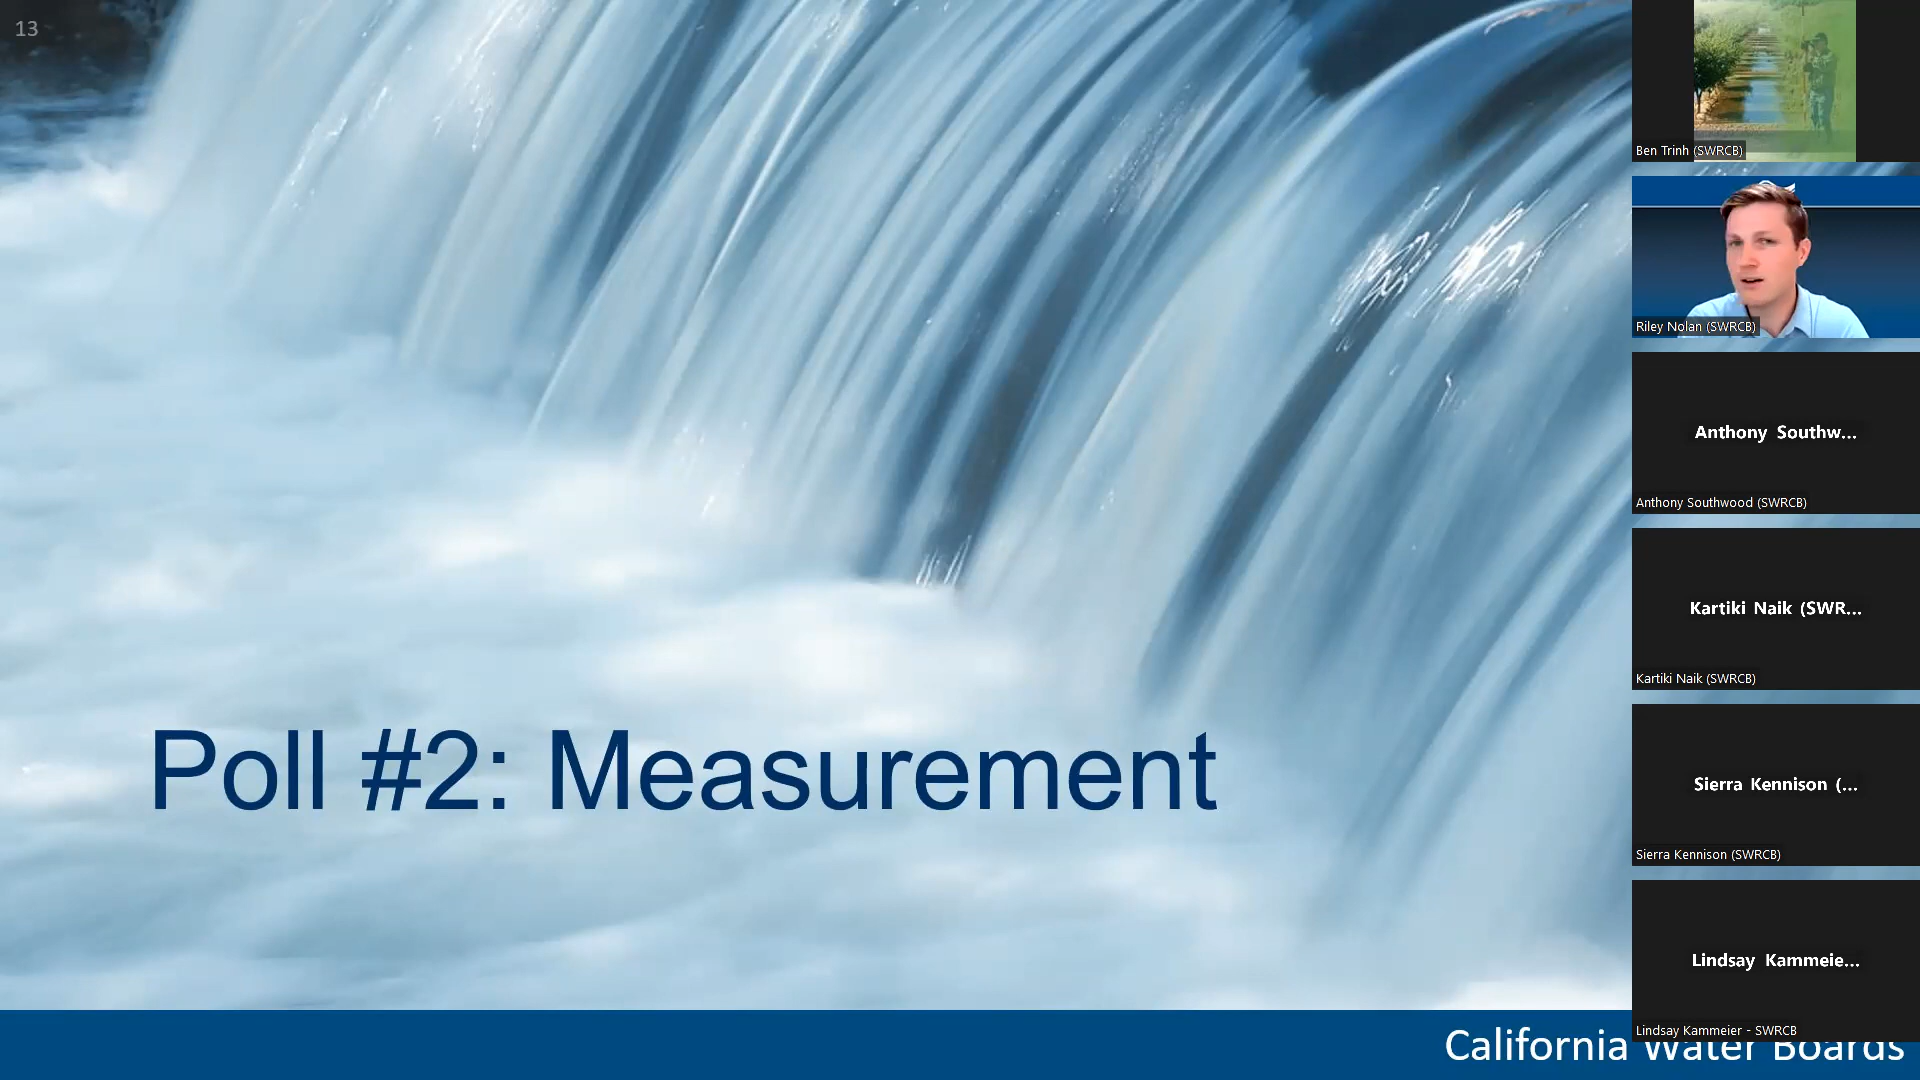 13
Poll #2: Measurement
California Water Boards
Ben Trinh (SWRCB)
Riley Nolan (SWRCB)
Anthony Southw...
Anthony Southwood (SWRCB)
Kartiki Naik (SWR...
Kartiki Naik (SWRCB)
Sierra Kennison (...
Sierra Kennison (SWRCB)
Lindsay Kammeie...
Lindsay Kammeier - SWRCB